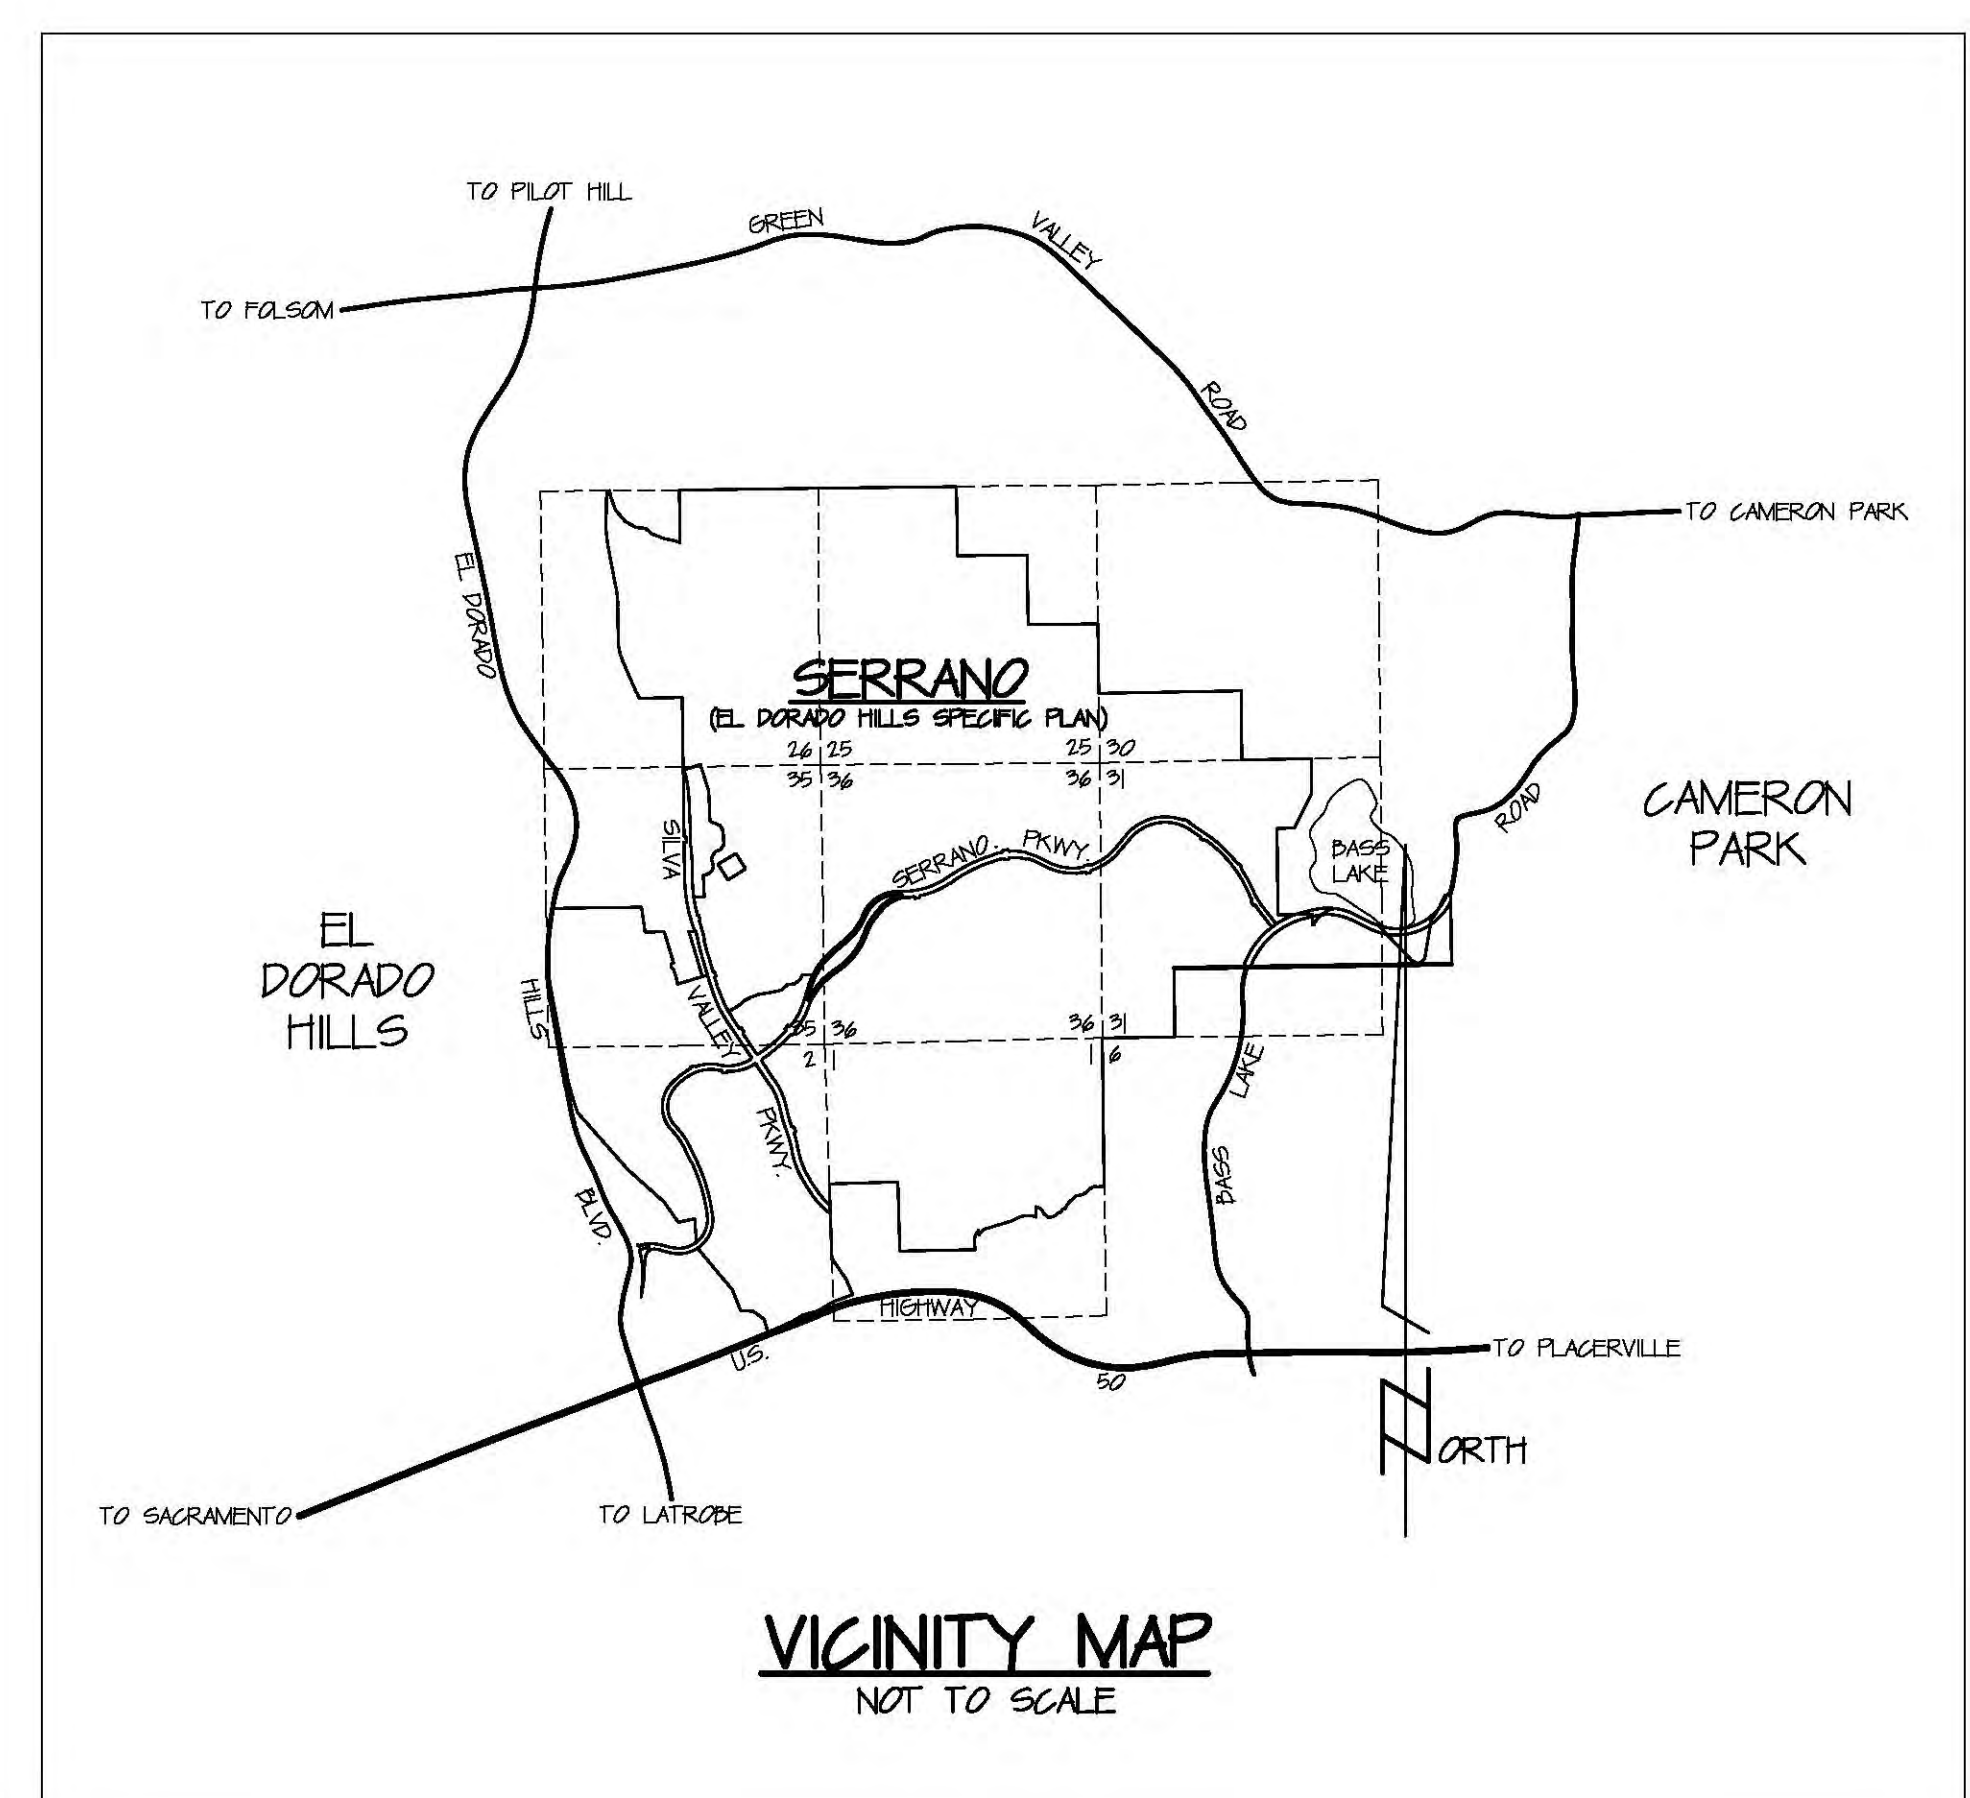 TO PILOT HILL
GREEN
VALLEY
TO FOLSOM
ROAD
TO CAMERON PARK
EL DORADO
SERRANO
(EL DORADO HILLS SPECIFIC PLAN)
26 25
25 30
35 36
36 31
CAMERON
PARK
ROAD
SILVA
SERRANO. PKWY.
BASS
LAKE
EL
DORADO
HILLS
HILLS
VALLEY
35 36
36 31
2 1
1 6
LAKE
PKWY.
BASS
BLVD.
HIGHWAY
U.S.
50
TO PLACERVILLE
NORTH
TO SACRAMENTO
TO LATROBE
VICINITY MAP
NOT TO SCALE